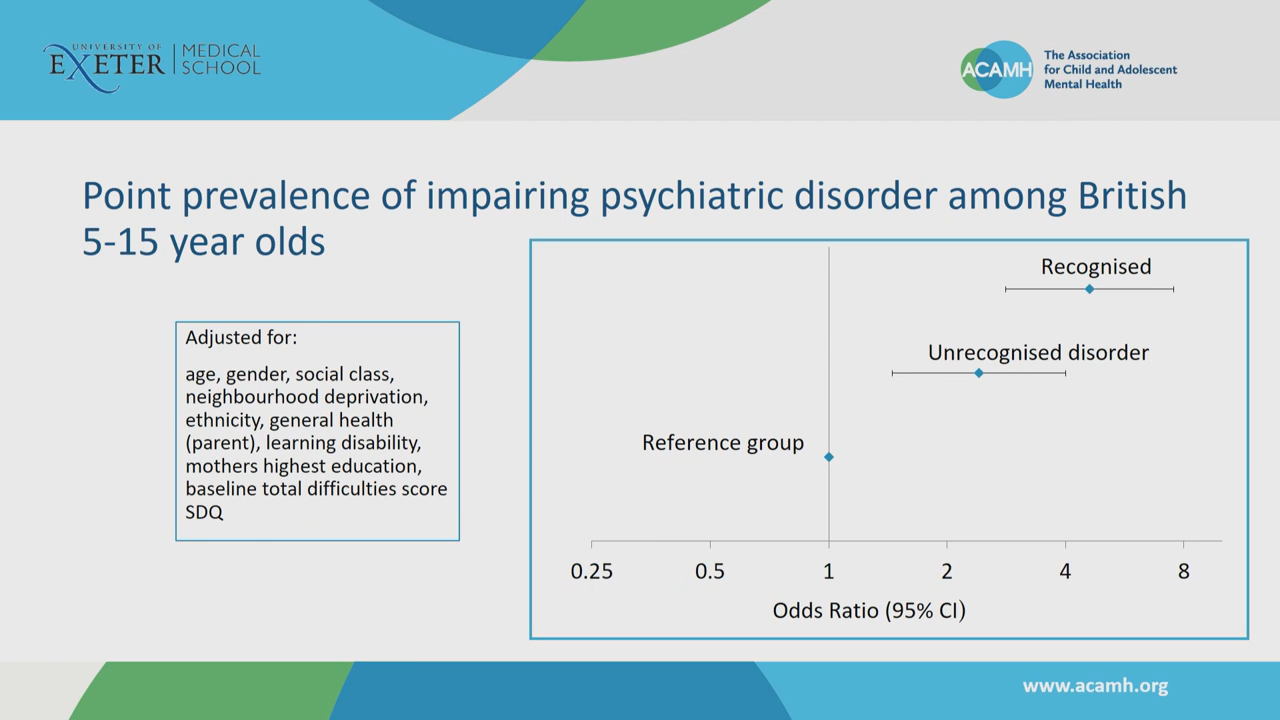 UNIVERSITY OF
EXETER
MEDICAL
SCHOOL
ACAMH
The Association
for Child and Adolescent
Mental Health
Point prevalence of impairing psychiatric disorder among British
5-15 year olds
Adjusted for:
age, gender, social class,
neighbourhood deprivation,
ethnicity, general health
(parent), learning disability,
mothers highest education,
baseline total difficulties score
SDQ
Recognised
Unrecognised disorder
Reference group
0.25 0.5 1 2 4 8
Odds Ratio (95% CI)
www.acamh.org